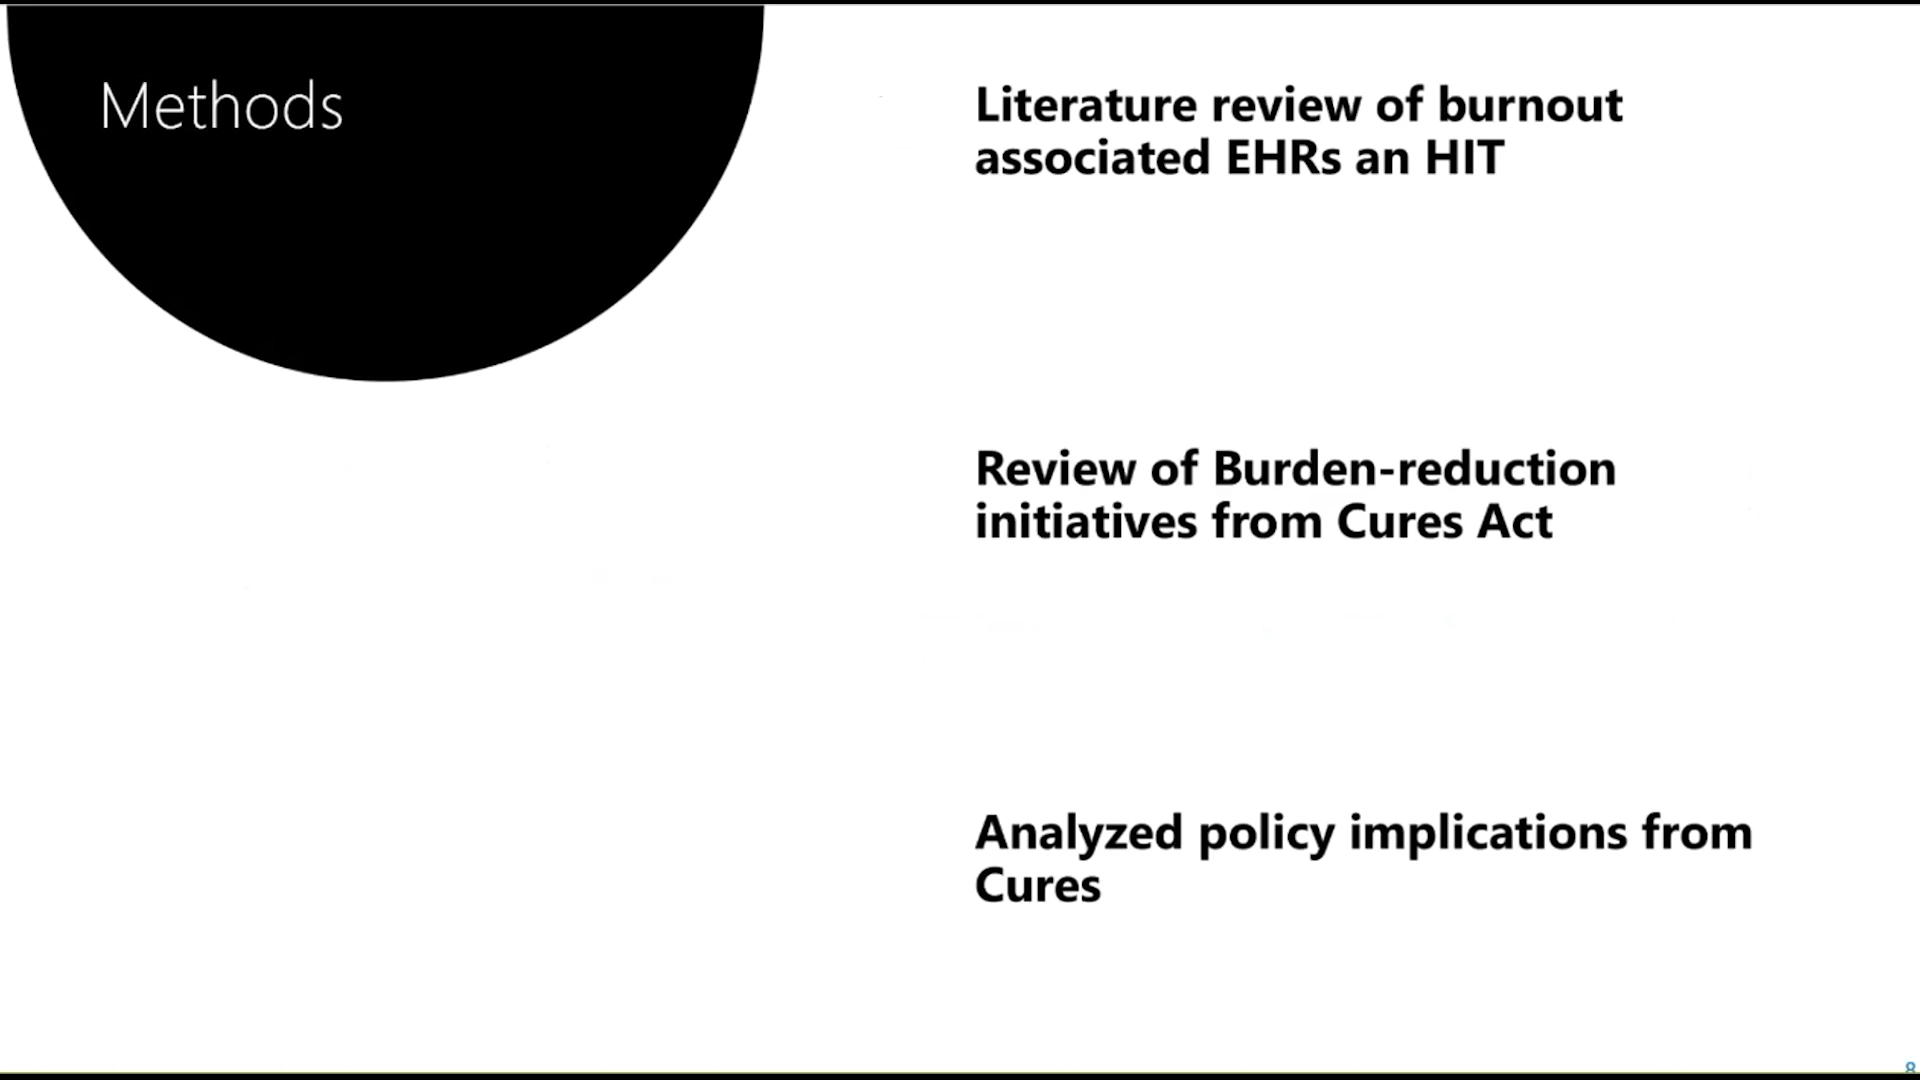 Methods
Literature review of burnout
associated EHRs an HIT
Review of Burden-reduction
initiatives from Cures Act
Analyzed policy implications from
Cures
8